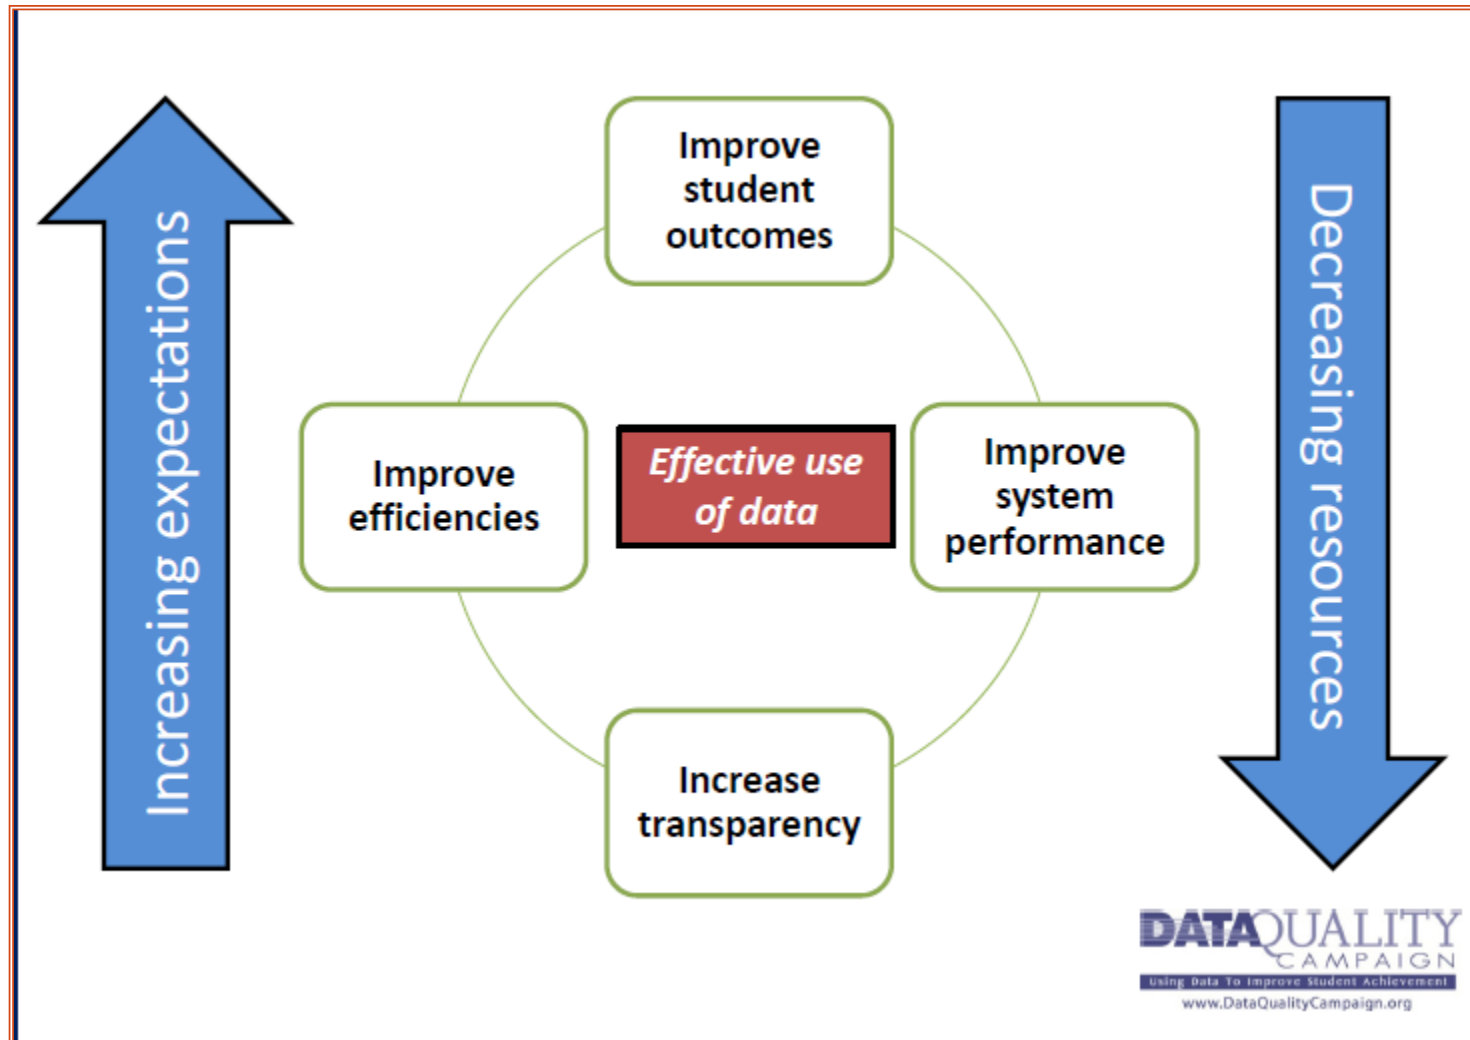 Increasing expectations
Improve
student
outcomes
Improve
efficiencies
Effective use
of data
Improve
system
performance
Increase
transparency
Decreasing resources
DATAQUALITY
CAMPAIGN
Using Data To Improve Student Achievement
www.DataQualityCampaign.org